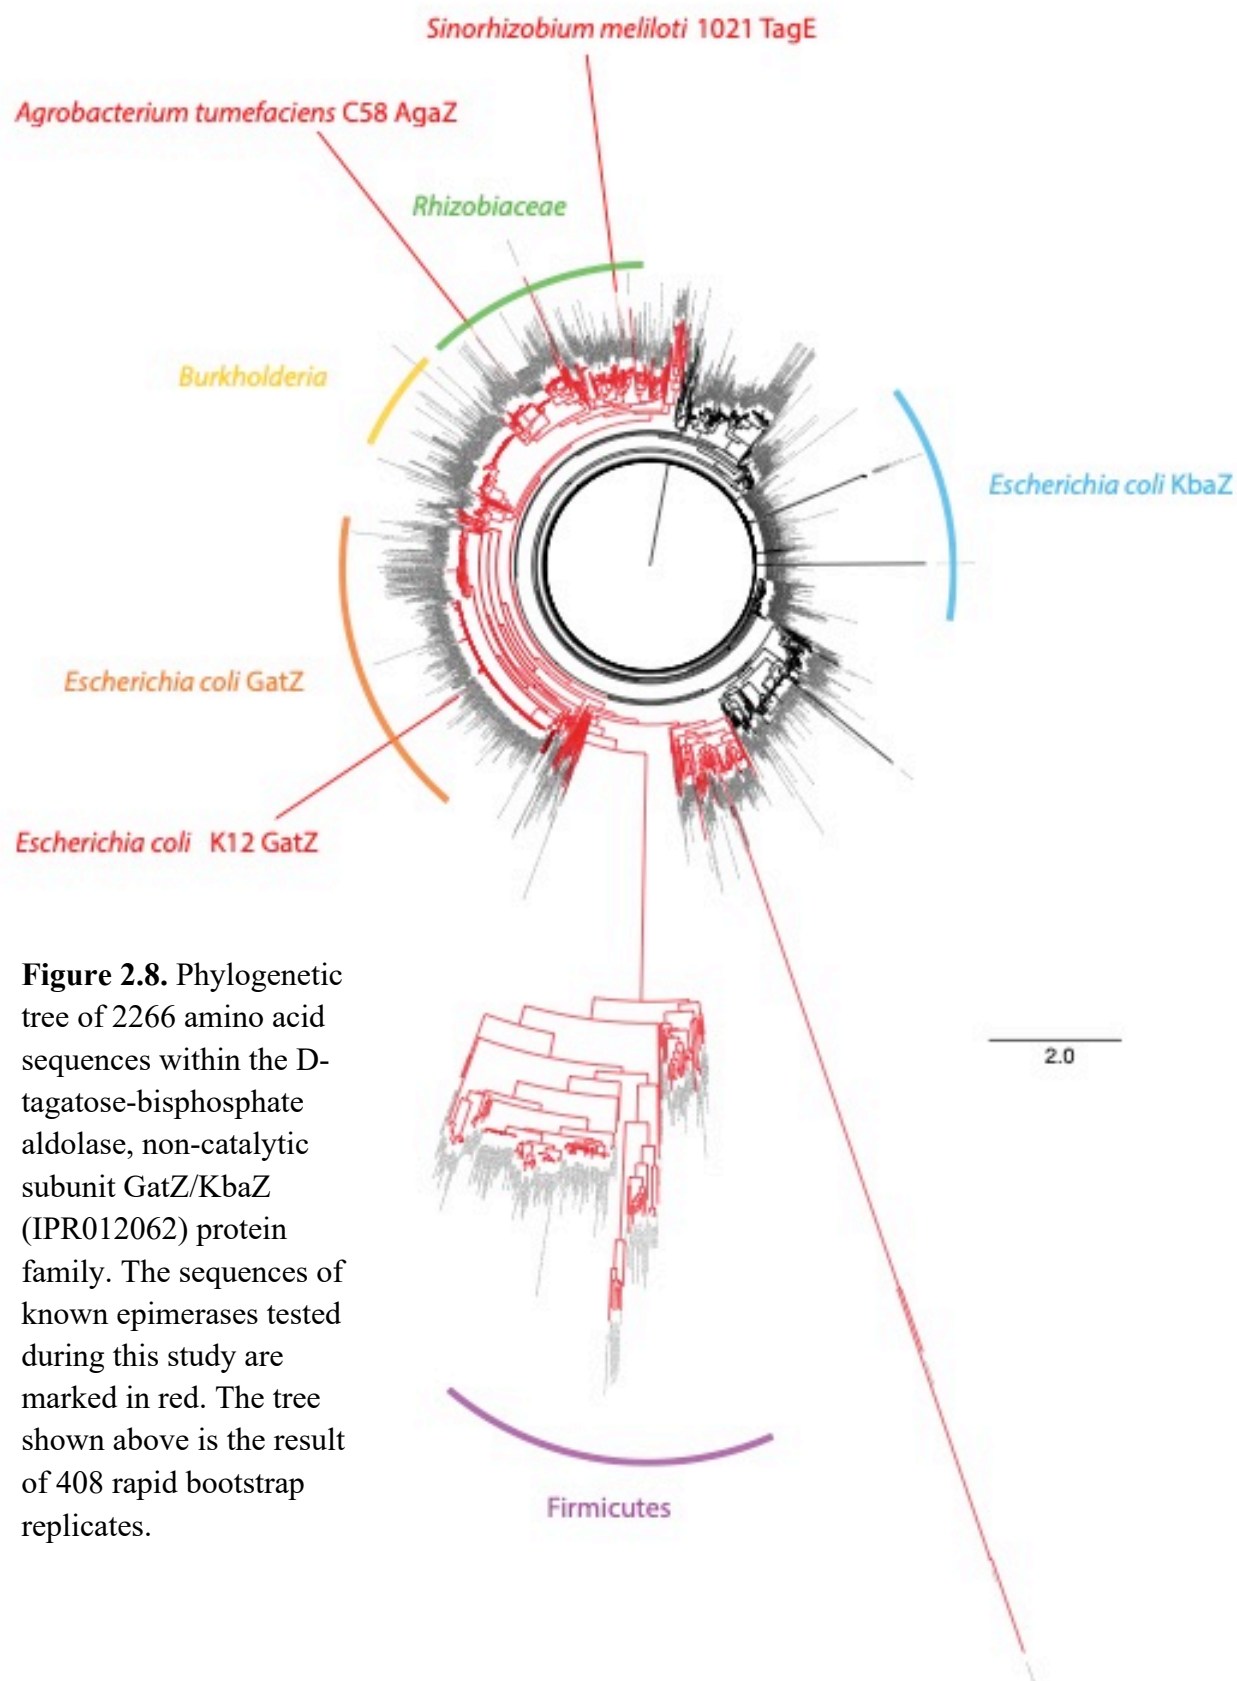 Sinorhizobium meliloti 1021 TagE
Agrobacterium tumefaciens C58 AgaZ
Rhizobiaceae
Burkholderia
Escherichia coli KbaZ
Escherichia coli GatZ
Escherichia coli K12 GatZ
Figure 2.8. Phylogenetic
tree of 2266 amino acid
sequences within the D-
tagatose-bisphosphate
aldolase, non-catalytic
subunit GatZ/KbaZ
(IPR012062) protein
family. The sequences of
known epimerases tested
during this study are
marked in red. The tree
shown above is the result
of 408 rapid bootstrap
replicates.
2.0
Firmicutes